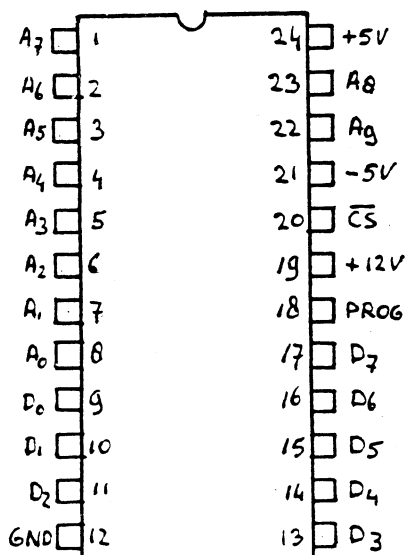 A7 1 24 +5V
A6 2 23 A8
A5 3 22 A9
A4 4 21 -5V
A3 5 20 C̅S̅
A2 6 19 +12V
A1 7 18 PROG
A0 8 17 D7
D0 9 16 D6
D1 10 15 D5
D2 11 14 D4
GND 12 13 D3